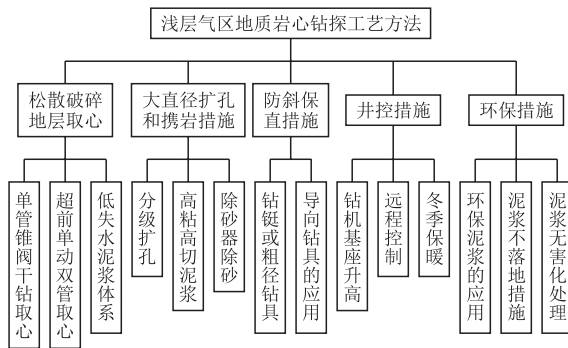 浅层气区地质岩心钻探工艺方法
松散破碎
地层取心
大直径扩孔
和携岩措施
防斜保
直措施
井控措施
环保措施
单管锥阀干钻取心
超前单动双管取心
低失水泥浆体系
分级扩孔
高粘高切泥浆
除砂器除砂
钻铤或粗径钻具
导向钻具的应用
钻机基座升高
远程控制
冬季保暖
环保泥浆的应用
泥浆不落地措施
泥浆无害化处理